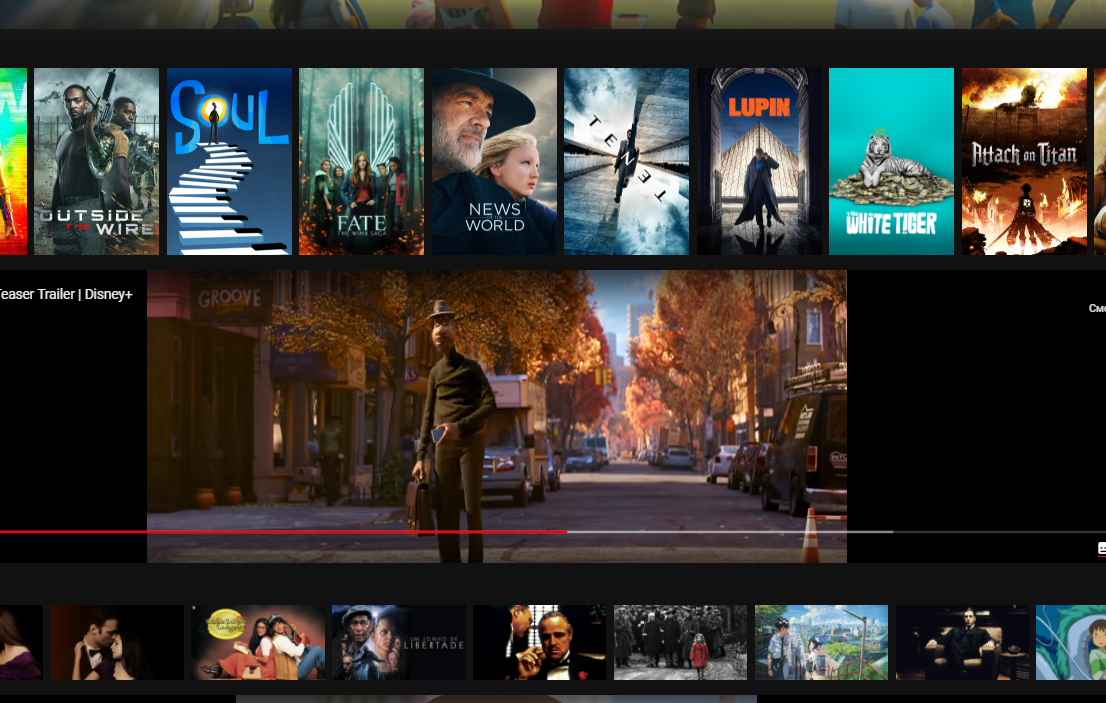 OUTSIDE
THE WIRE
SOUL
FATE
THE WINX SAGA
NEWS
OF THE
WORLD
TENET
LUPIN
THE
WHITE TIGER
Attack on Titan
Teaser Trailer | Disney+
Смо
GROOVE
UM SONHO DE
LIBERDADE